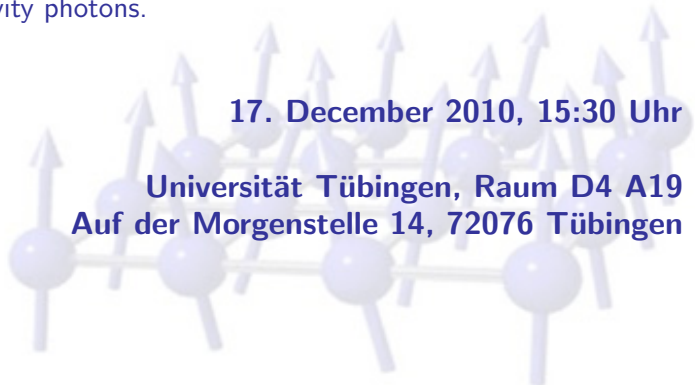 vity photons.
17. December 2010, 15:30 Uhr
Universität Tübingen, Raum D4 A19
Auf der Morgenstelle 14, 72076 Tübingen